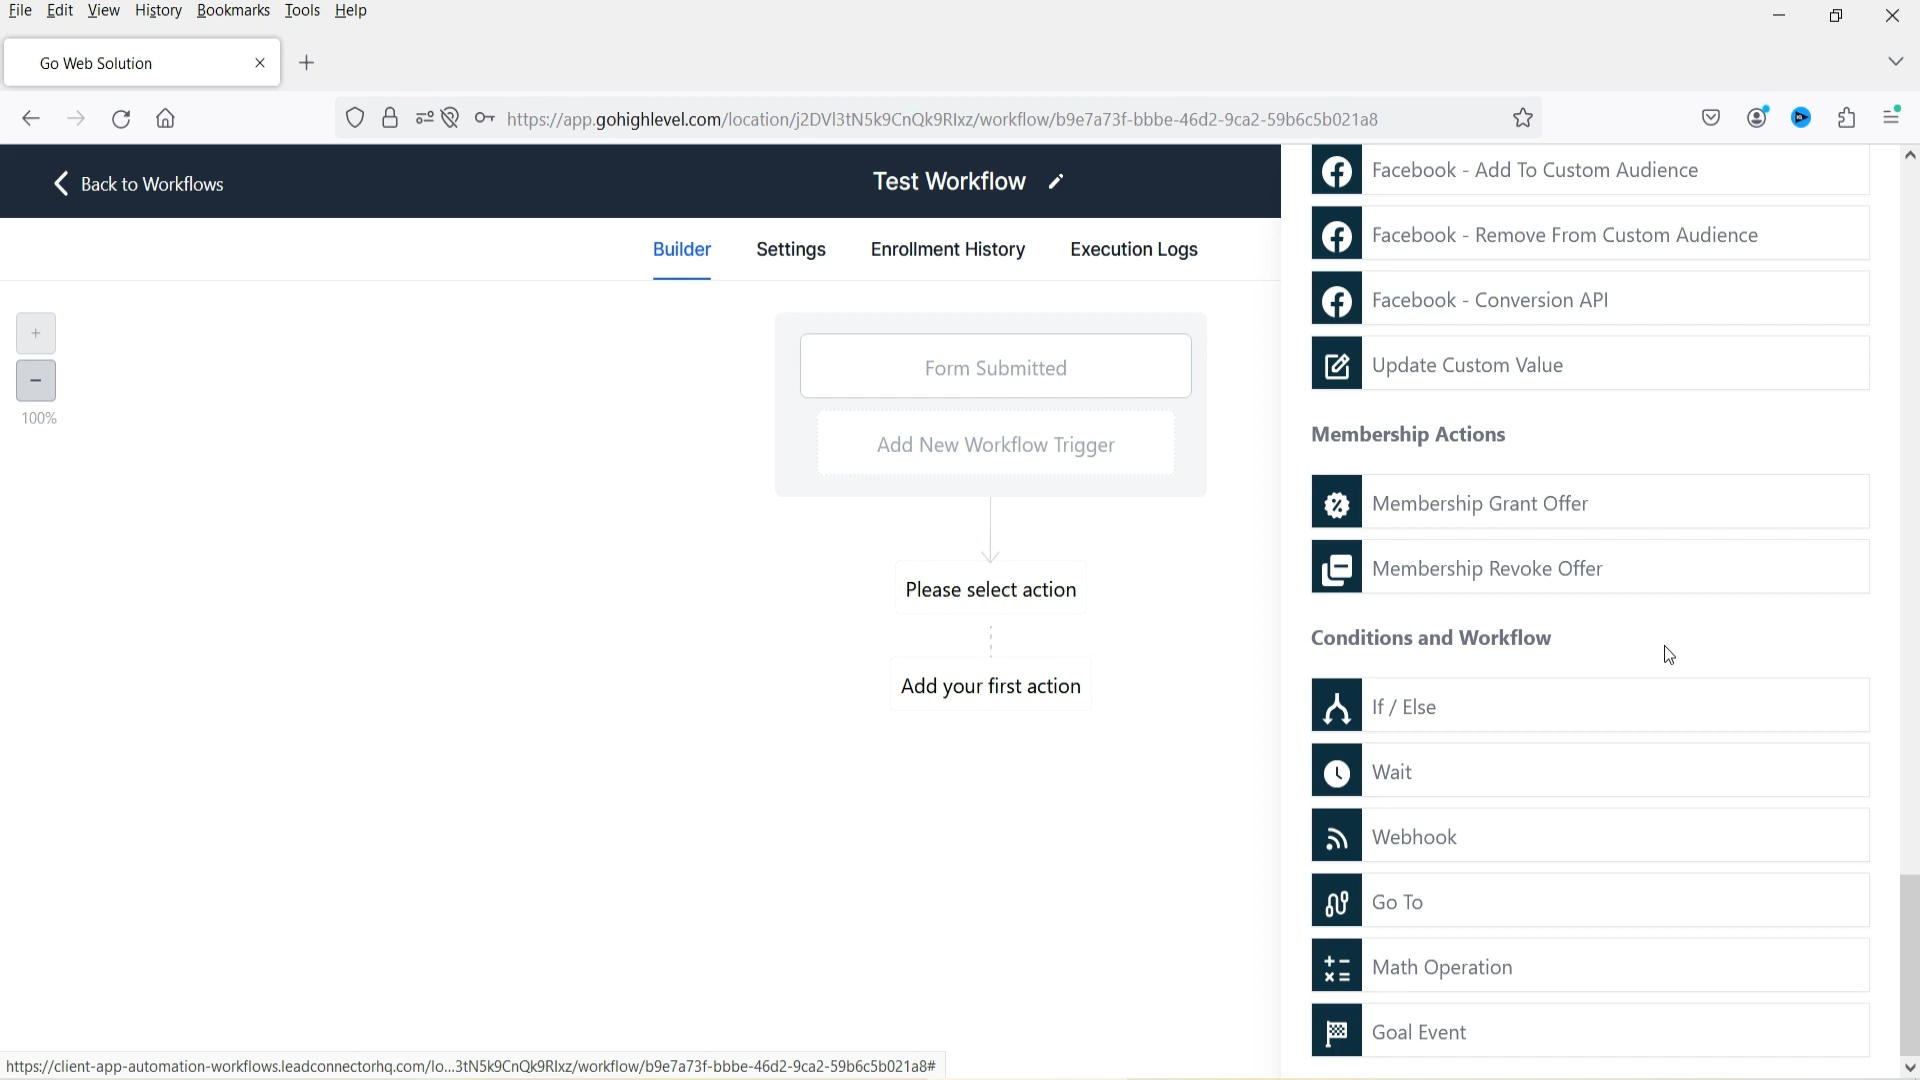 File Edit View History Bookmarks Tools Help
Go Web Solution
https://app.gohighlevel.com/location/j2DVl3tN5k9CnQk9Rlxz/workflow/b9e7a73f-bbbe-46d2-9ca2-59b6c5b021a8
Back to Workflows
Test Workflow
Builder Settings Enrollment History Execution Logs
+
−
100%
Form Submitted
Add New Workflow Trigger
Please select action
Add your first action
Facebook - Add To Custom Audience
Facebook - Remove From Custom Audience
Facebook - Conversion API
Update Custom Value
Membership Actions
Membership Grant Offer
Membership Revoke Offer
Conditions and Workflow
If / Else
Wait
Webhook
Go To
Math Operation
Goal Event
https://client-app-automation-workflows.leadconnectorhq.com/lo...3tN5k9CnQk9Rlxz/workflow/b9e7a73f-bbbe-46d2-9ca2-59b6c5b021a8#